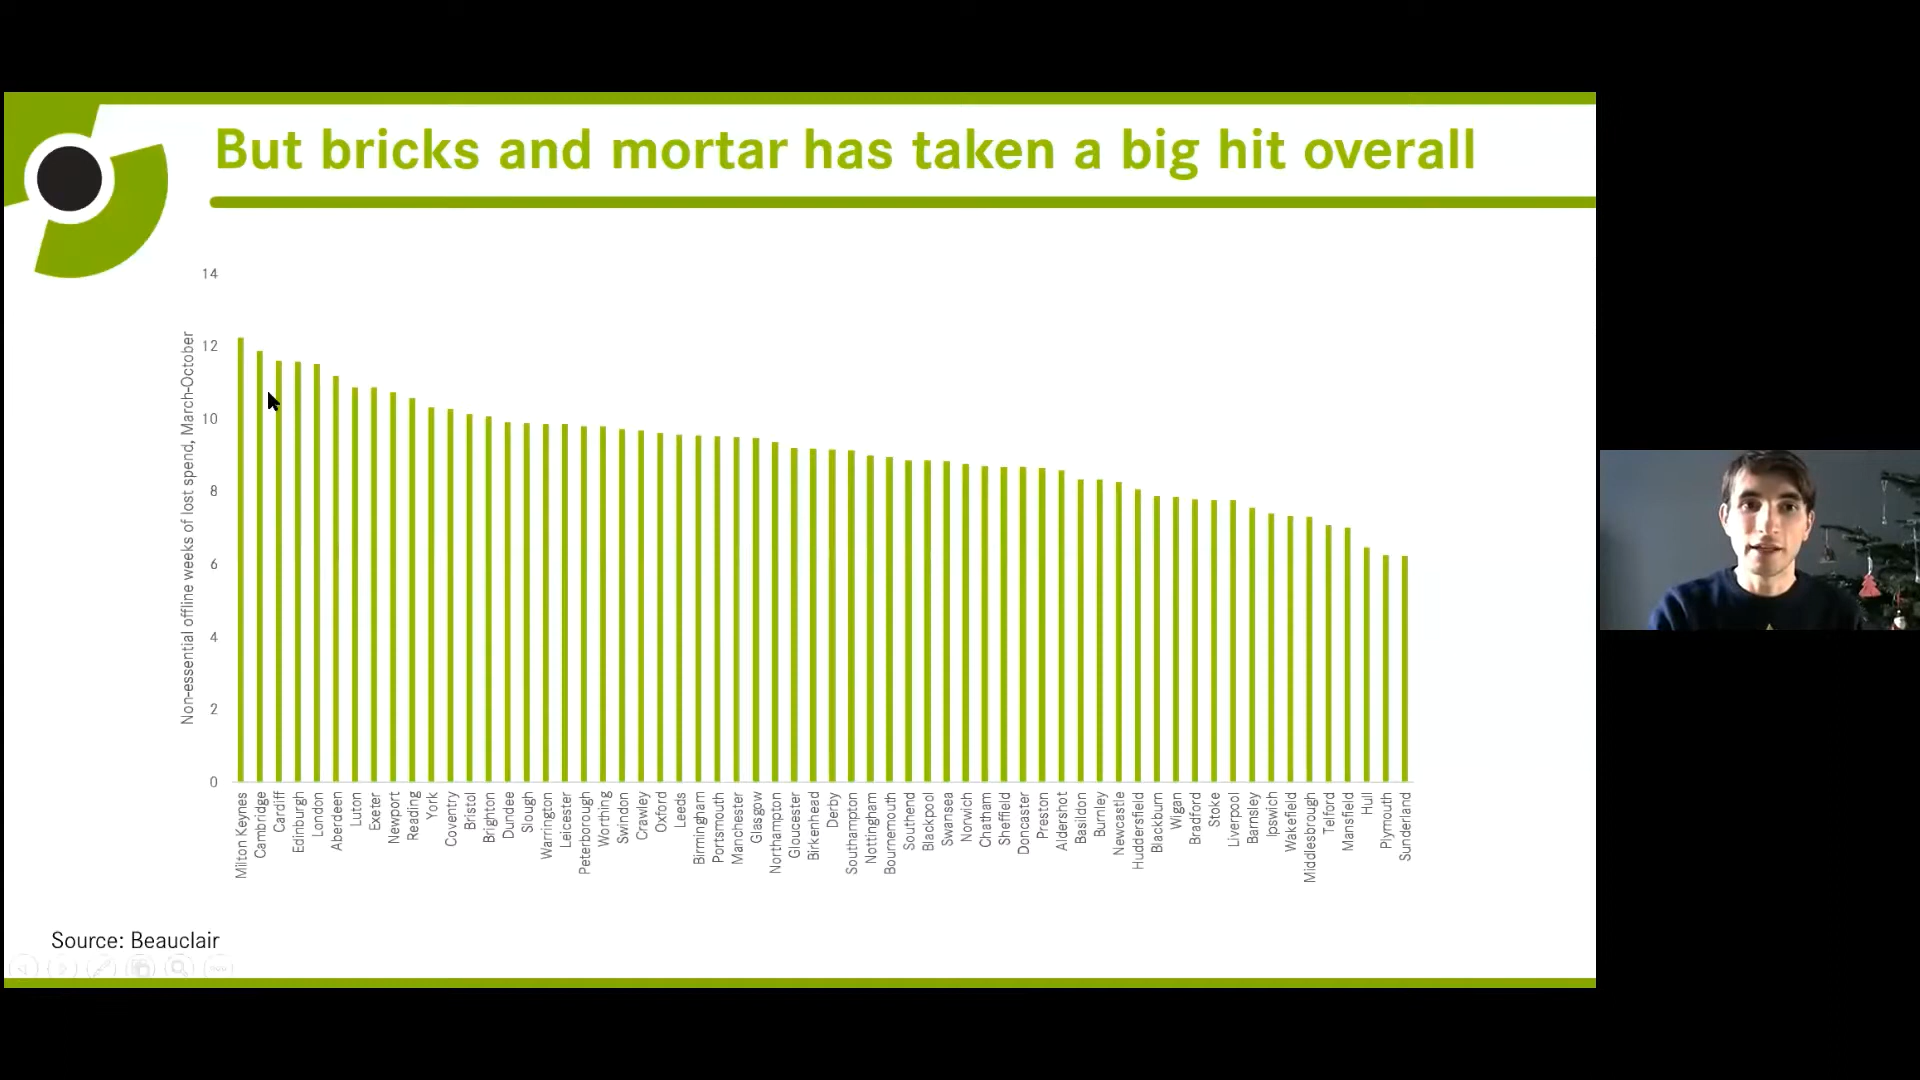 But bricks and mortar has taken a big hit overall
Non-essential offline weeks of lost spend, March-October
14
12
10
8
6
4
2
0
Milton Keynes
Cambridge
Cardiff
Edinburgh
London
Aberdeen
Luton
Exeter
Newport
Reading
York
Coventry
Bristol
Brighton
Dundee
Slough
Warrington
Leicester
Peterborough
Worthing
Swindon
Crawley
Oxford
Leeds
Birmingham
Portsmouth
Manchester
Glasgow
Northampton
Gloucester
Birkenhead
Derby
Southampton
Nottingham
Bournemouth
Southend
Blackpool
Swansea
Norwich
Chatham
Sheffield
Doncaster
Preston
Aldershot
Basildon
Burnley
Newcastle
Huddersfield
Blackburn
Wigan
Bradford
Stoke
Liverpool
Barnsley
Ipswich
Wakefield
Middlesbrough
Telford
Mansfield
Hull
Plymouth
Sunderland
Source: Beauclair